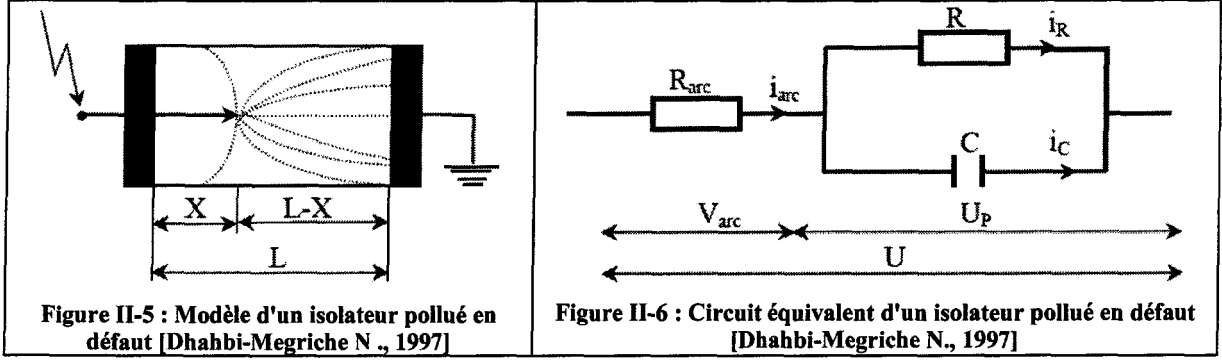 X
L-X
L
Figure II-5 : Modèle d'un isolateur pollué en
défaut [Dhahbi-Megriche N ., 1997]
R
i_R
R_arc
i_arc
C
i_C
V_arc
U_P
U
Figure II-6 : Circuit équivalent d'un isolateur pollué en défaut
[Dhahbi-Megriche N., 1997]